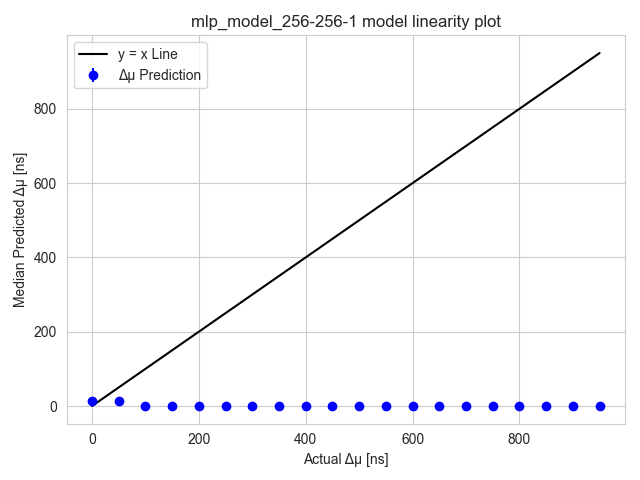 mlp_model_256-256-1 model linearity plot
y = x Line
Δμ Prediction
Median Predicted Δμ [ns]
800
600
400
200
0
0 200 400 600 800
Actual Δμ [ns]